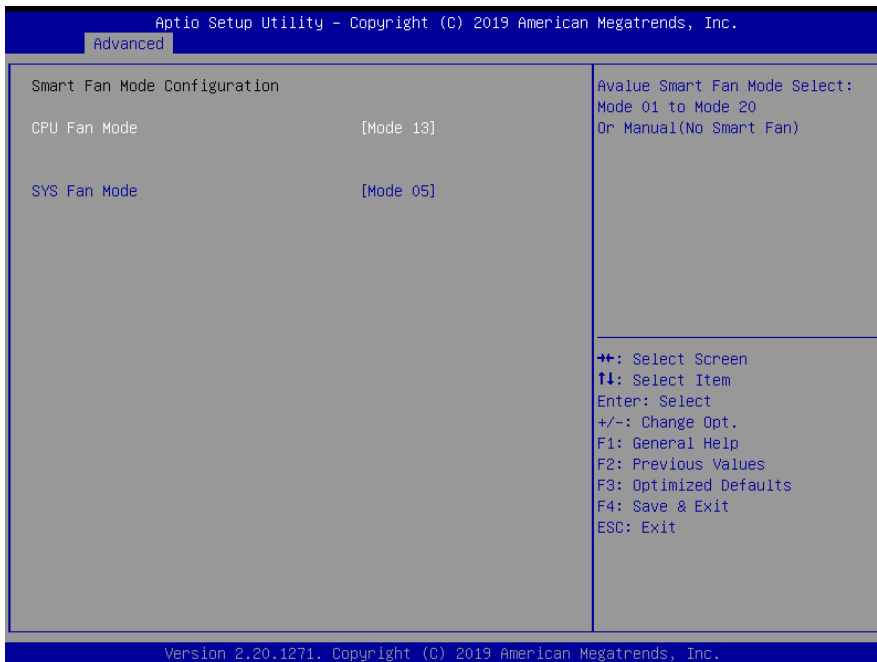 Aptio Setup Utility – Copyright (C) 2019 American Megatrends, Inc.
Advanced
Smart Fan Mode Configuration
CPU Fan Mode [Mode 13]
SYS Fan Mode [Mode 05]
Avalue Smart Fan Mode Select:
Mode 01 to Mode 20
Or Manual(No Smart Fan)
→←: Select Screen
↑↓: Select Item
Enter: Select
+/-: Change Opt.
F1: General Help
F2: Previous Values
F3: Optimized Defaults
F4: Save & Exit
ESC: Exit
Version 2.20.1271. Copyright (C) 2019 American Megatrends, Inc.